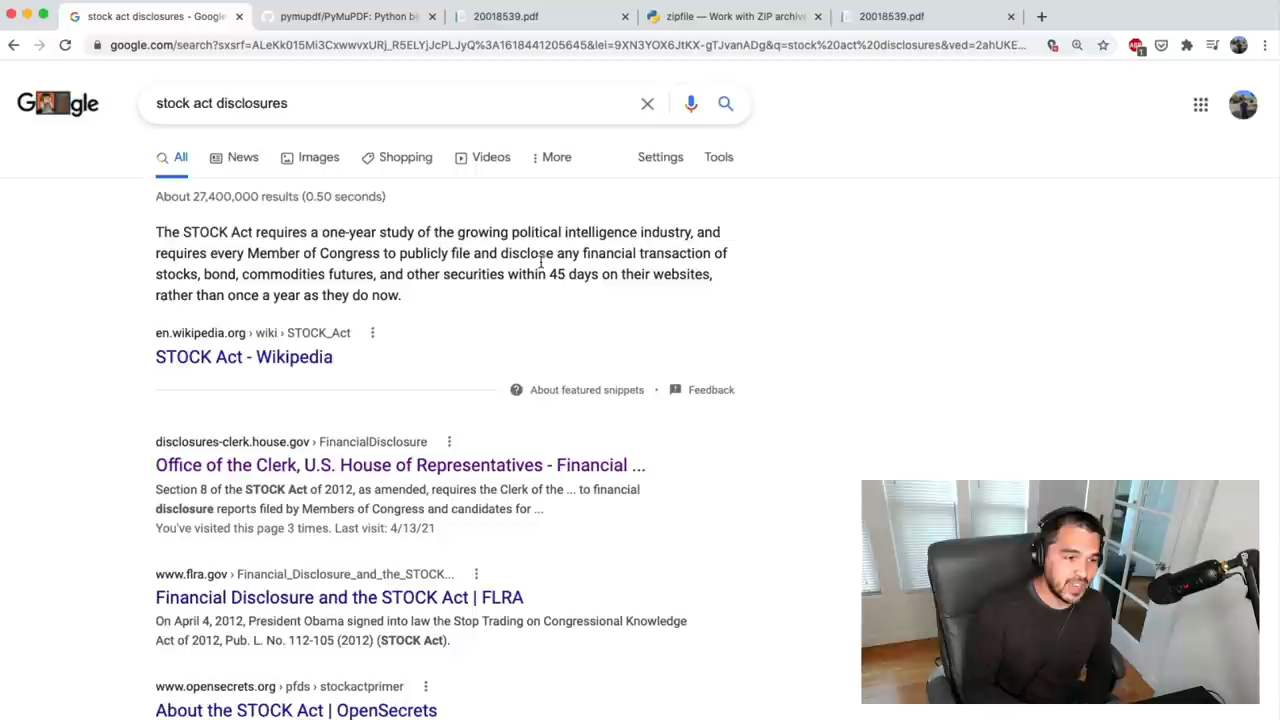 stock act disclosures - Google
pymupdf/PyMuPDF: Python bi
20018539.pdf
zipfile — Work with ZIP archive
20018539.pdf
google.com/search?sxsrf=ALeKk015Mi3CxwwvxURj_R5ELYjJcPLJyQ%3A1618441205645&lei=9XN3YOX6JtKX-gTJvanADg&q=stock%20act%20disclosures&ved=2ahUKE...
1
G gle
stock act disclosures
All
News
Images
Shopping
Videos
More
Settings
Tools
About 27,400,000 results (0.50 seconds)
The STOCK Act requires a one-year study of the growing political intelligence industry, and
requires every Member of Congress to publicly file and disclose any financial transaction of
stocks, bond, commodities futures, and other securities within 45 days on their websites,
rather than once a year as they do now.
en.wikipedia.org › wiki › STOCK_Act
STOCK Act - Wikipedia
About featured snippets • Feedback
disclosures-clerk.house.gov › FinancialDisclosure
Office of the Clerk, U.S. House of Representatives - Financial ...
Section 8 of the STOCK Act of 2012, as amended, requires the Clerk of the ... to financial
disclosure reports filed by Members of Congress and candidates for ...
You've visited this page 3 times. Last visit: 4/13/21
www.flra.gov › Financial_Disclosure_and_the_STOCK...
Financial Disclosure and the STOCK Act | FLRA
On April 4, 2012, President Obama signed into law the Stop Trading on Congressional Knowledge
Act of 2012, Pub. L. No. 112-105 (2012) (STOCK Act).
www.opensecrets.org › pfds › stockactprimer
About the STOCK Act | OpenSecrets